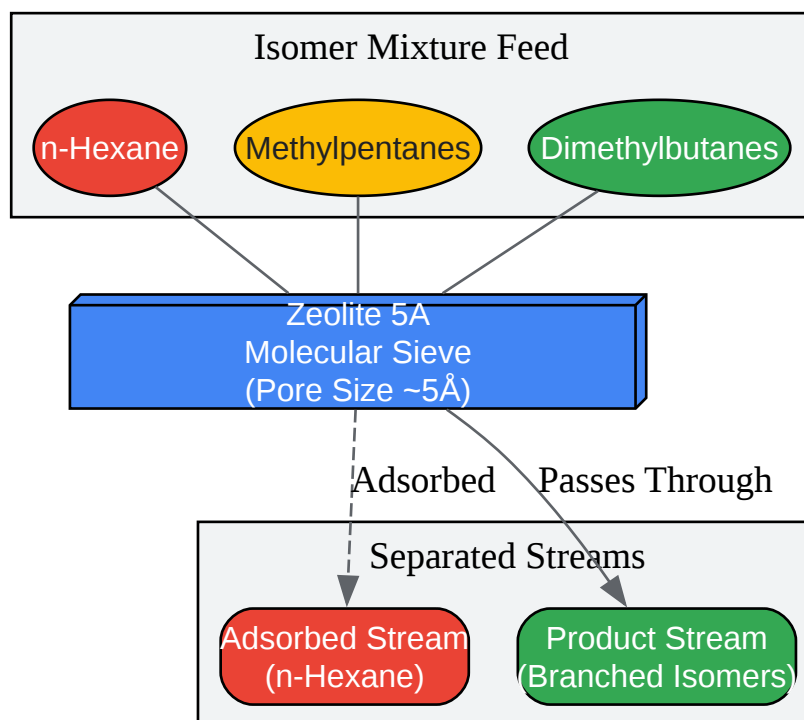 Isomer Mixture Feed
n-Hexane
Methylpentanes
Dimethylbutanes
Zeolite 5A
Molecular Sieve
(Pore Size ~5Å)
Adsorbed
Passes Through
Separated Streams
Adsorbed Stream
(n-Hexane)
Product Stream
(Branched Isomers)